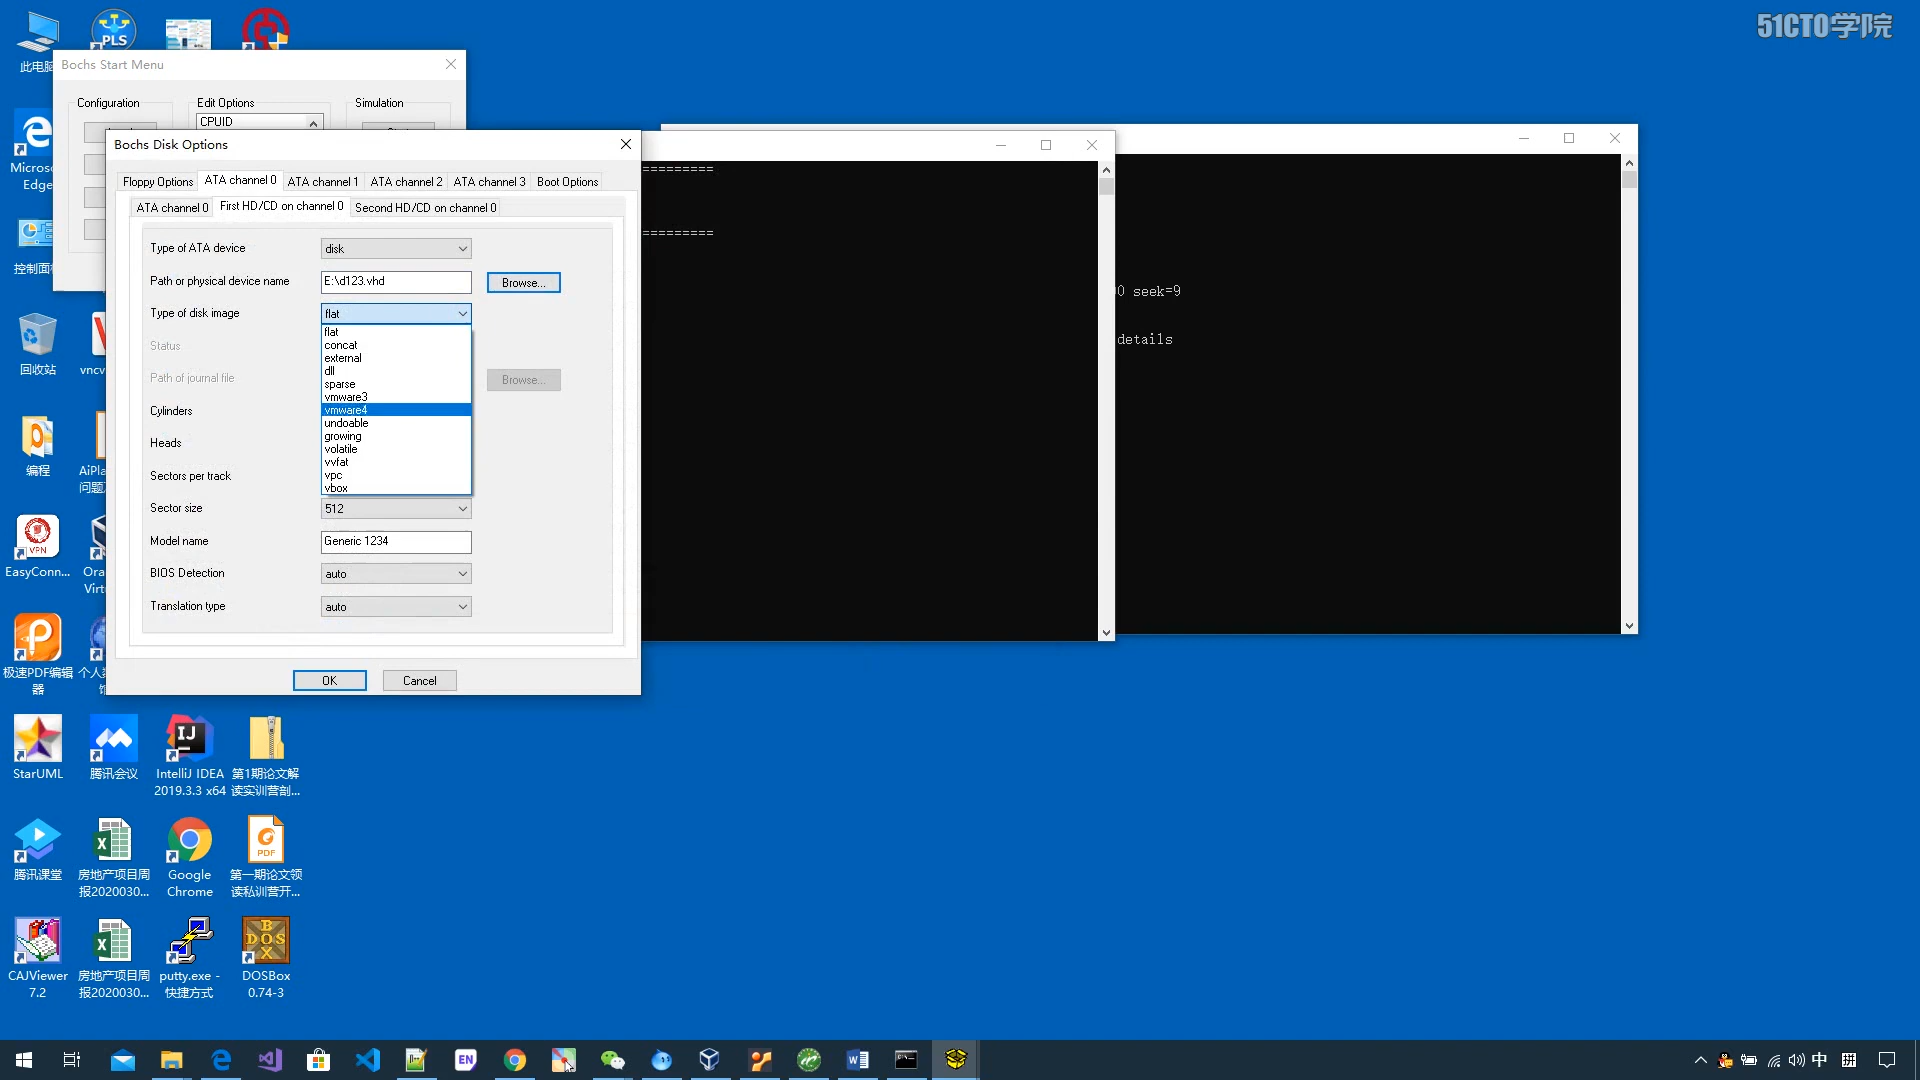 51CTO学院
此电脑
PLS
Bochs Start Menu
Configuration
Edit Options
Simulation
CPUID
Bochs Disk Options
Floppy Options
ATA channel 0
ATA channel 1
ATA channel 2
ATA channel 3
Boot Options
ATA channel 0
First HD/CD on channel 0
Second HD/CD on channel 0
Type of ATA device
disk
Path or physical device name
E:\d123.vhd
Browse...
Type of disk image
flat
flat
concat
external
dll
sparse
vmware3
vmware4
undoable
growing
volatile
vvfat
vpc
vbox
Status
Path of journal file
Browse...
Cylinders
Heads
Sectors per track
Sector size
512
Model name
Generic 1234
BIOS Detection
auto
Translation type
auto
OK
Cancel
=========
=========
0 seek=9
details
Micros
Edge
控制面
回收站
vncv
编程
AiPla
问题
VPN
EasyConn...
Ora
Virtu
极速PDF编辑
器
个人
StarUML
腾讯会议
IJ
IntelliJ IDEA
2019.3.3 x64
第1期论文解
读实训营剖...
腾讯课堂
房地产项目周
报2020030...
Google
Chrome
PDF
第一期论文领
读私训营开...
CAJViewer
7.2
房地产项目周
报2020030...
putty.exe -
快捷方式
BOX
DOS
DOSBox
0.74-3
EN
中